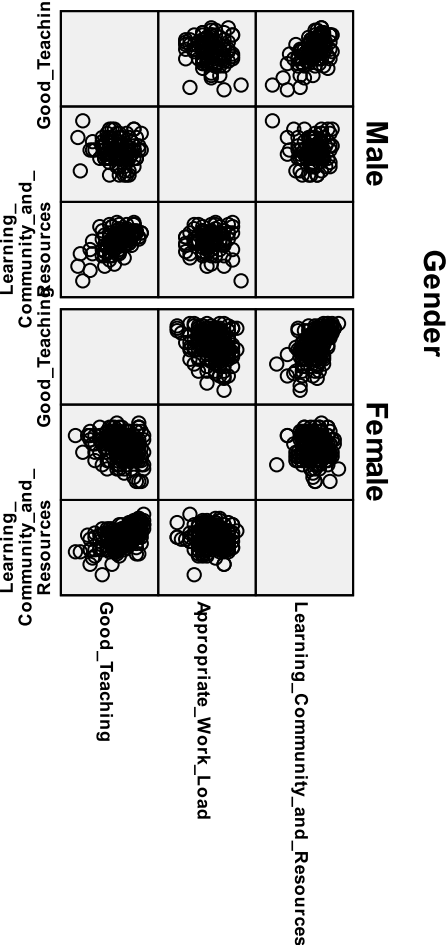 Gender
Male
Female
Good_Teachin
Learning_
Community_and_
Resources
Good_Teaching
Learning_
Community_and_
Resources
Good_Teaching
Appropriate_Work_Load
Learning_Community_and_Resources